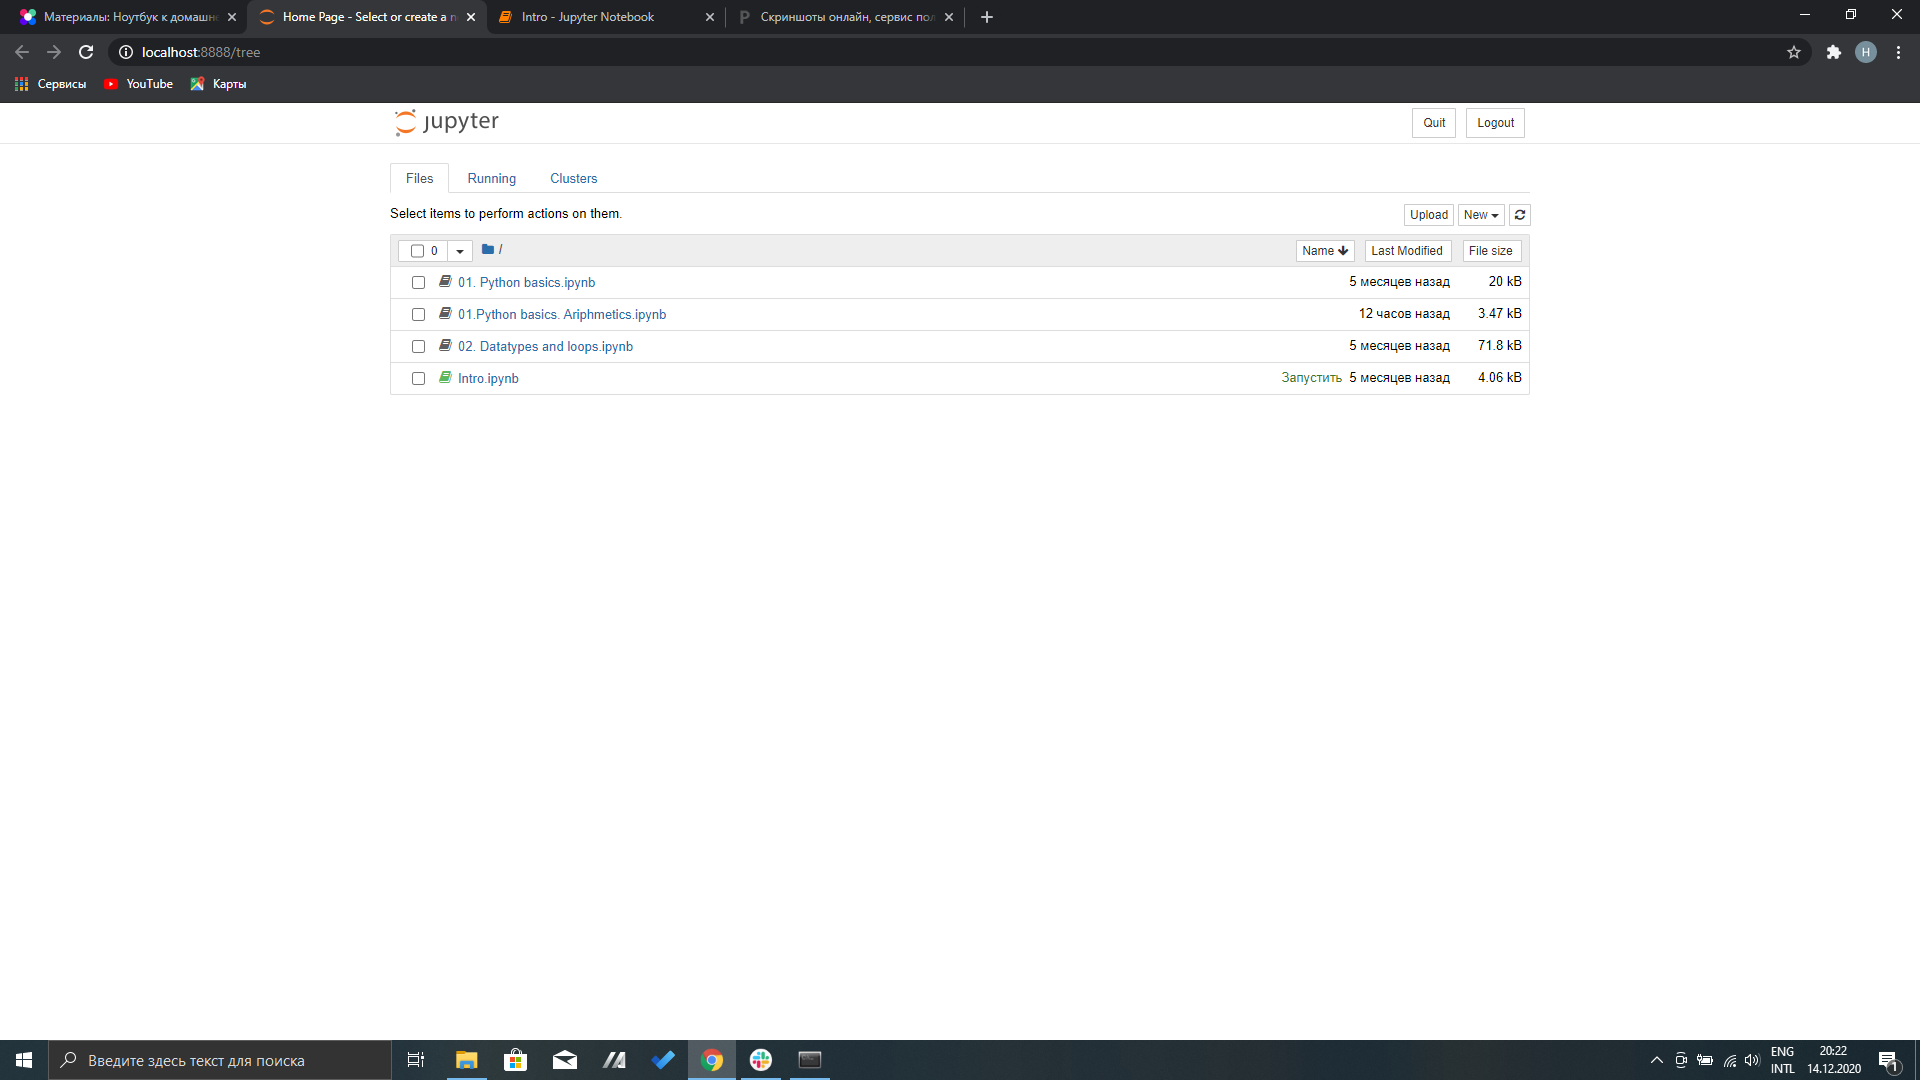 Материалы: Ноутбук к домашн
Home Page - Select or create a n
Intro - Jupyter Notebook
Скриншоты онлайн, сервис пол
localhost:8888/tree
H
Сервисы
YouTube
Карты
jupyter
Quit
Logout
Files
Running
Clusters
Select items to perform actions on them.
Upload
New
0
/
Name
Last Modified
File size
01. Python basics.ipynb
5 месяцев назад
20 kB
01.Python basics. Ariphmetics.ipynb
12 часов назад
3.47 kB
02. Datatypes and loops.ipynb
5 месяцев назад
71.8 kB
Intro.ipynb
Запустить
5 месяцев назад
4.06 kB
Введите здесь текст для поиска
ENG
INTL
20:22
14.12.2020
1